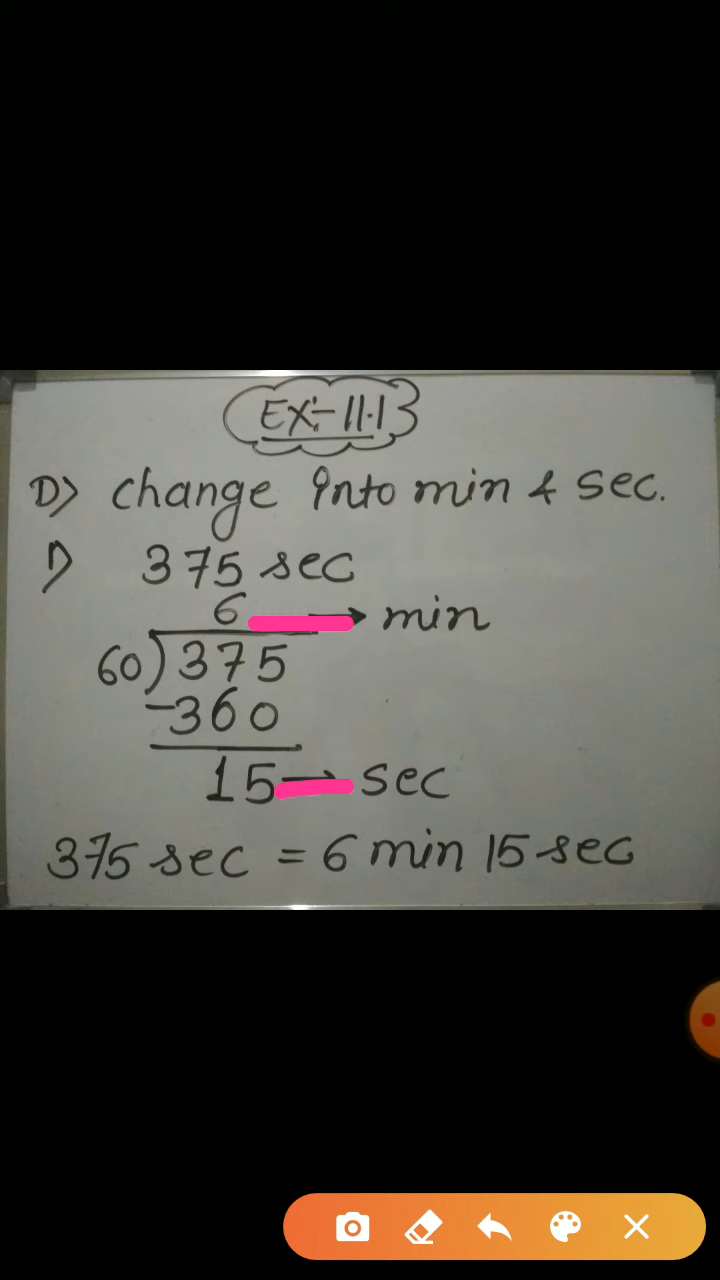 EX:- 11.1
D) Change into min & sec.
1) 375 sec
6 → min
60) 375
-360
15 → sec
375 sec = 6 min 15 sec